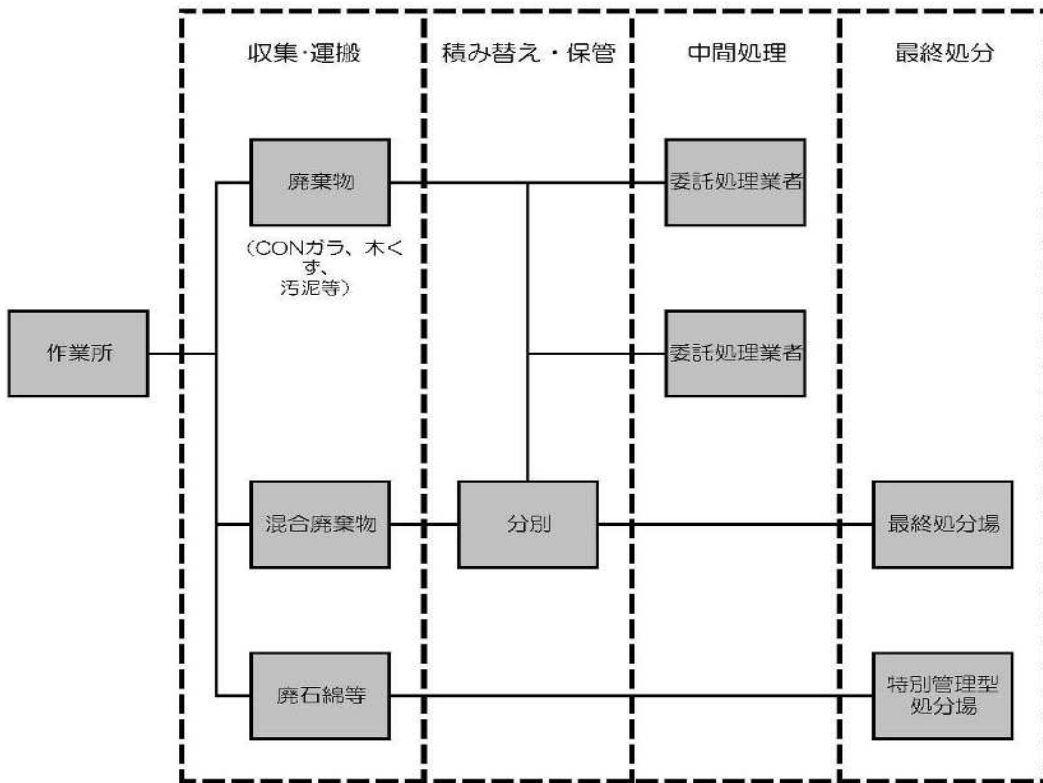 収集・運搬
積み替え・保管
中間処理
最終処分
廃棄物
委託処理業者
(CONガラ、木く
ず、
汚泥等)
作業所
委託処理業者
混合廃棄物
分別
最終処分場
廃石綿等
特別管理型
処分場